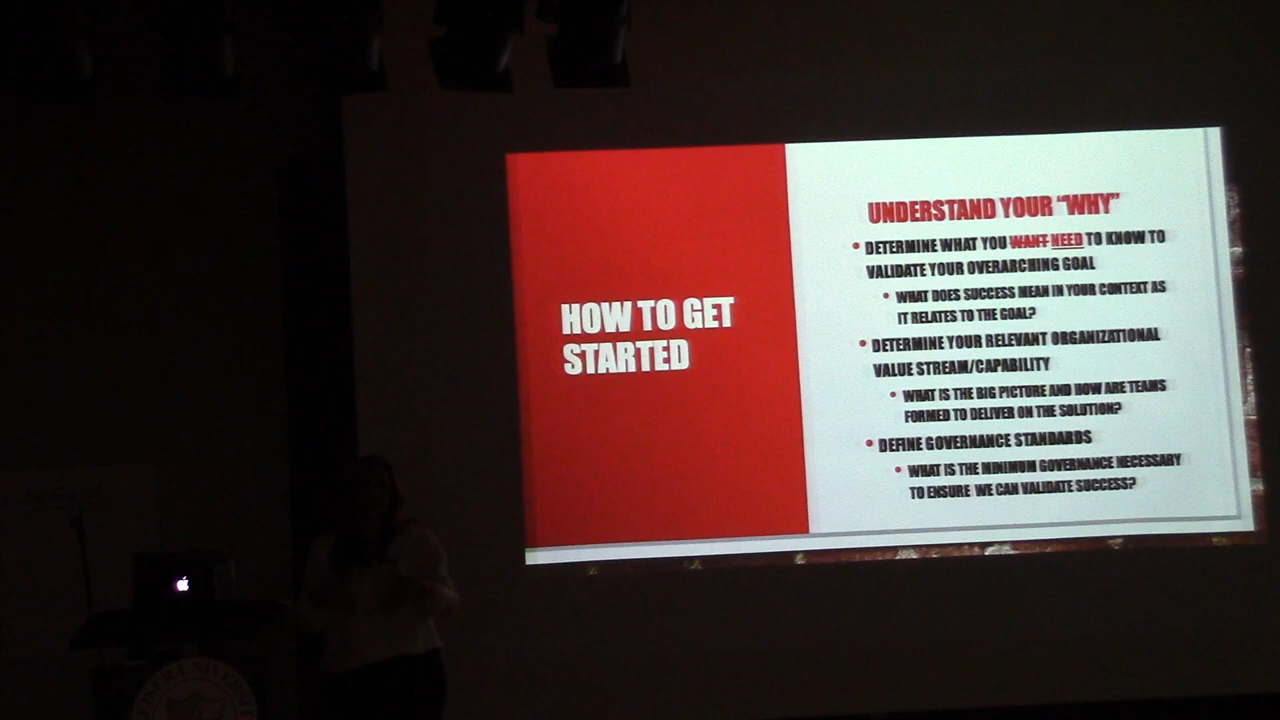 HOW TO GET
STARTED
UNDERSTAND YOUR “WHY”
• DETERMINE WHAT YOU WANT NEED TO KNOW TO
VALIDATE YOUR OVERARCHING GOAL
• WHAT DOES SUCCESS MEAN IN YOUR CONTEXT AS
IT RELATES TO THE GOAL?
• DETERMINE YOUR RELEVANT ORGANIZATIONAL
VALUE STREAM/CAPABILITY
• WHAT IS THE BIG PICTURE AND HOW ARE TEAMS
FORMED TO DELIVER ON THE SOLUTION?
• DEFINE GOVERNANCE STANDARDS
• WHAT IS THE MINIMUM GOVERNANCE NECESSARY
TO ENSURE WE CAN VALIDATE SUCCESS?